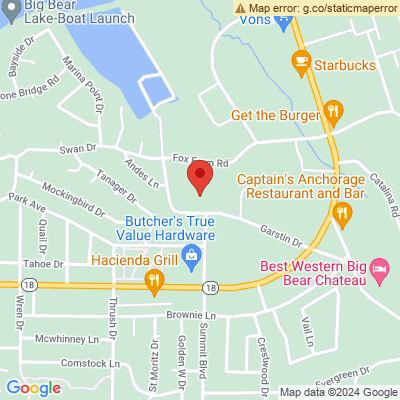 Big Bear
Lake-Boat Launch
Map error: g.co/staticmaperror
Vons
Bayside Dr
Starbucks
one Bridge Rd
Marina Point Dr
Get the Burger
Swan Dr
Fox Farm Rd
Andes Ln
Tanager Dr
Mockingbird Dr
Captain's Anchorage
Restaurant and Bar
Catalina Rd
Park Ave
Quail Dr
Butcher's True
Value Hardware
Garstin Dr
Hacienda Grill
Tahoe Dr
Best Western Big
Bear Chateau
18
18
Wren Dr
Thrush Dr
Brownie Ln
Mcwhinney Ln
Vail Ln
Comstock Ln
St Moritz Dr
Golden W Dr
Summit Blvd
Crestwood Dr
Evergreen Dr
Google
Map data ©2024 Google